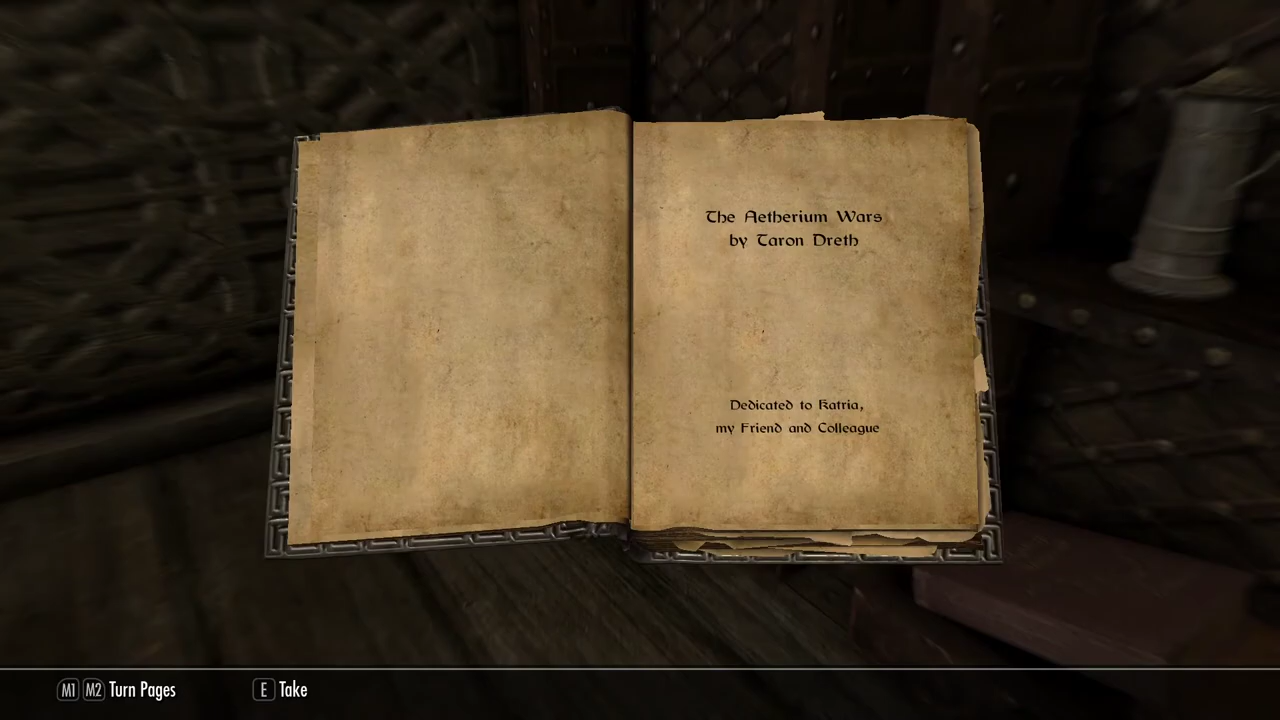 The Aetherium Wars
by Taron Dreth
Dedicated to Katria,
my Friend and Colleague
M1 M2 Turn Pages
E Take